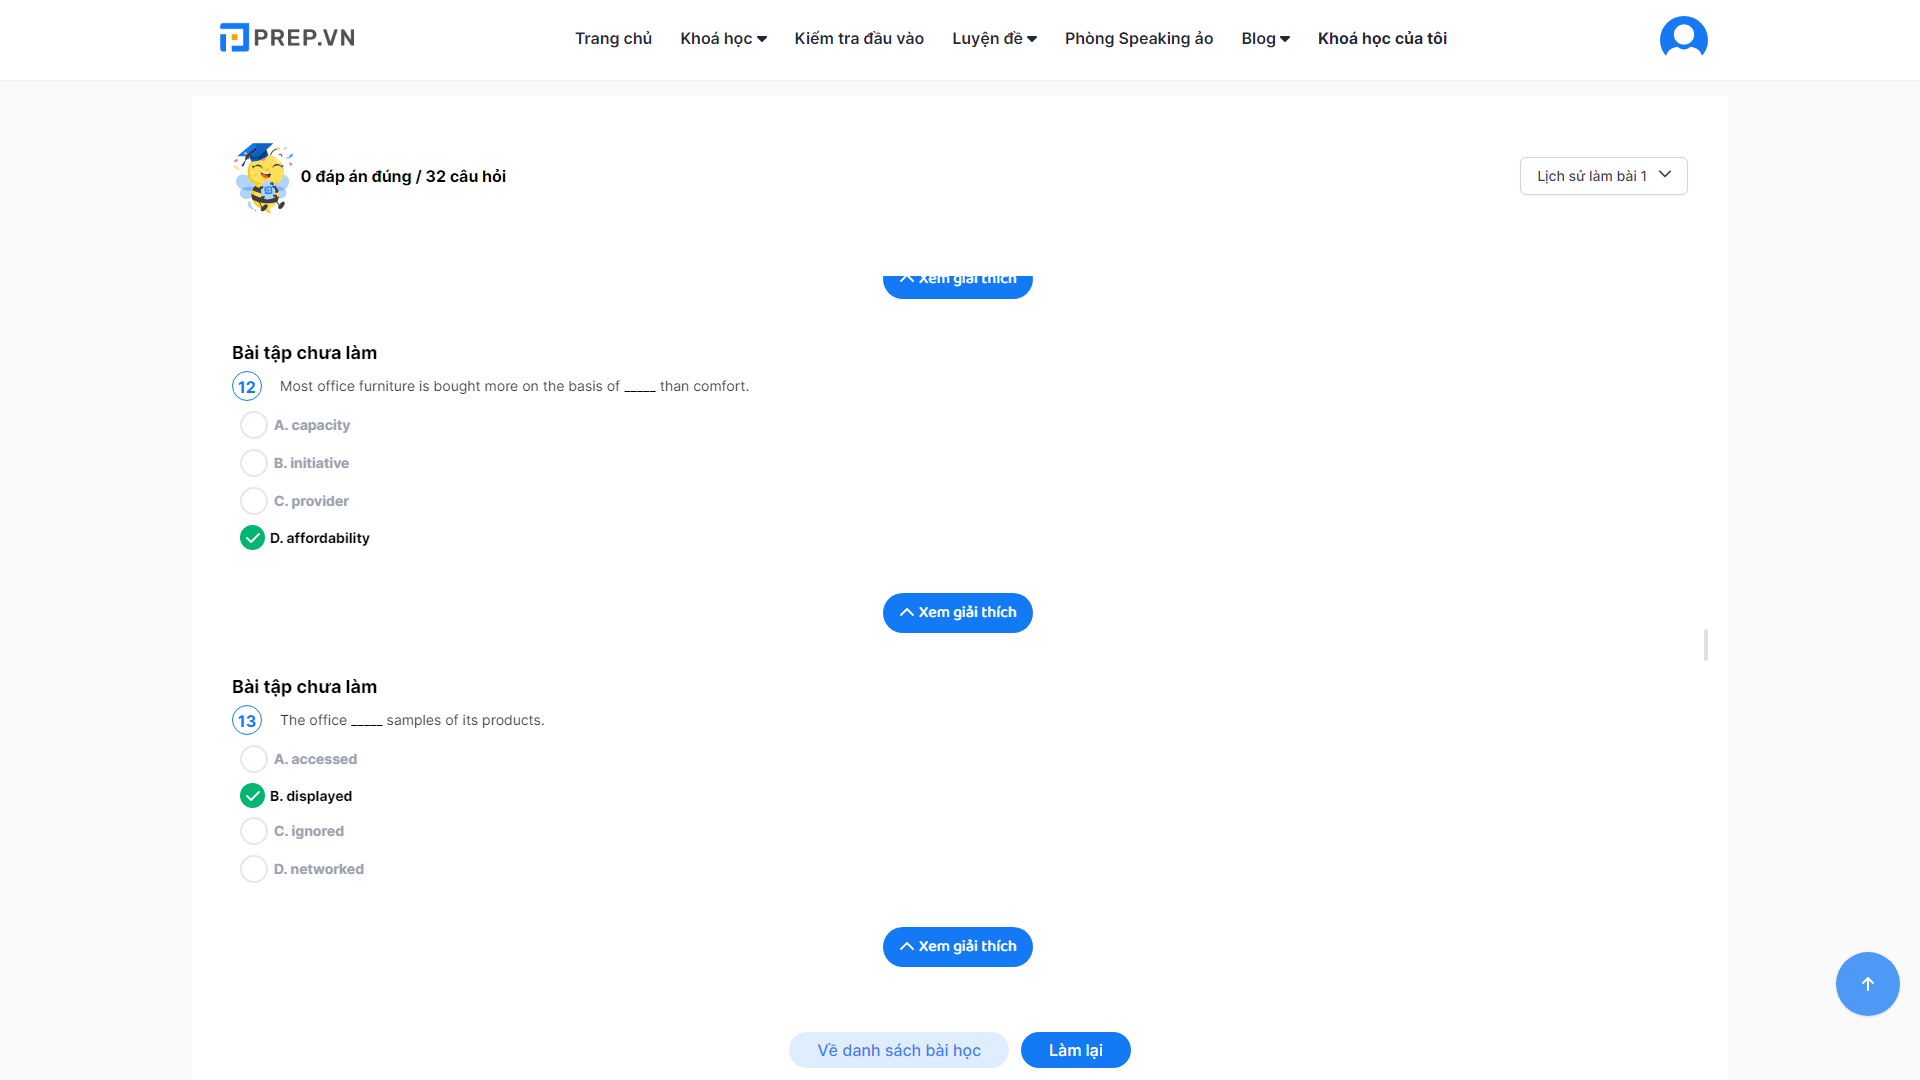 PREP.VN
Trang chủ Khoá học Kiểm tra đầu vào Luyện đề Phòng Speaking ảo Blog Khoá học của tôi
0 đáp án đúng / 32 câu hỏi
Lịch sử làm bài 1
Xem giải thích
Bài tập chưa làm
12 Most office furniture is bought more on the basis of _____ than comfort.
A. capacity
B. initiative
C. provider
D. affordability
Xem giải thích
Bài tập chưa làm
13 The office _____ samples of its products.
A. accessed
B. displayed
C. ignored
D. networked
Xem giải thích
Về danh sách bài học Làm lại